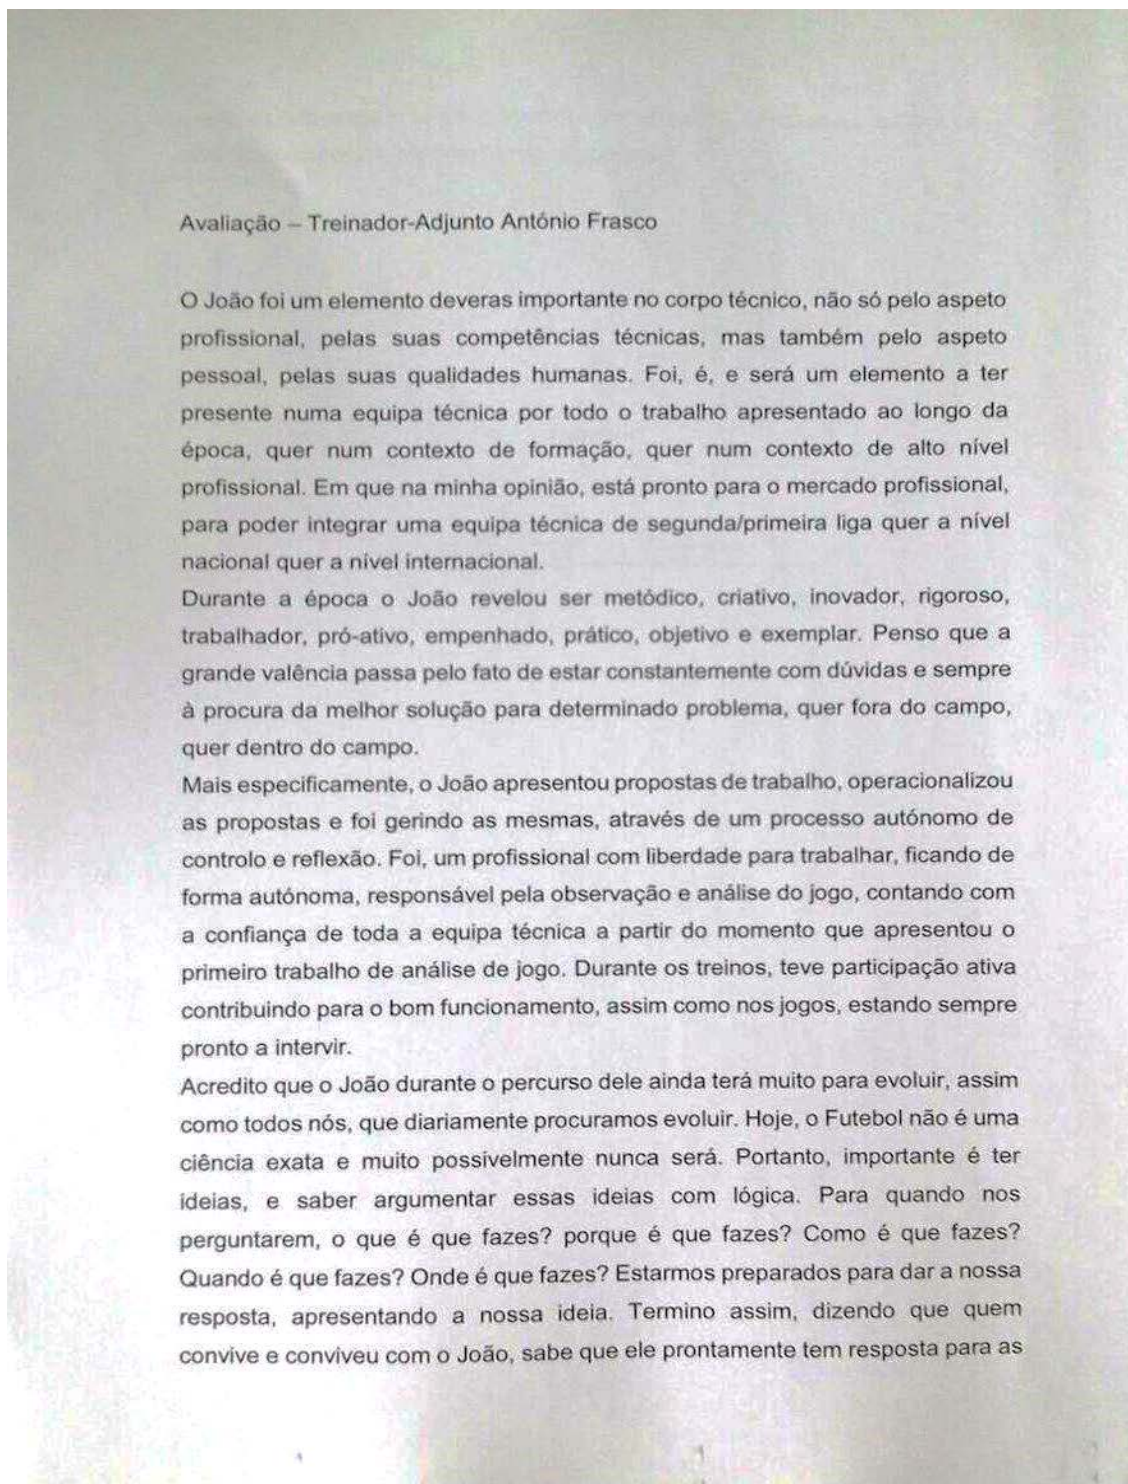 Avaliação – Treinador-Adjunto António Frasco
O João foi um elemento deveras importante no corpo técnico, não só pelo aspeto
profissional, pelas suas competências técnicas, mas também pelo aspeto
pessoal, pelas suas qualidades humanas. Foi, é, e será um elemento a ter
presente numa equipa técnica por todo o trabalho apresentado ao longo da
época, quer num contexto de formação, quer num contexto de alto nível
profissional. Em que na minha opinião, está pronto para o mercado profissional,
para poder integrar uma equipa técnica de segunda/primeira liga quer a nível
nacional quer a nível internacional.
Durante a época o João revelou ser metódico, criativo, inovador, rigoroso,
trabalhador, pró-ativo, empenhado, prático, objetivo e exemplar. Penso que a
grande valência passa pelo fato de estar constantemente com dúvidas e sempre
à procura da melhor solução para determinado problema, quer fora do campo,
quer dentro do campo.
Mais especificamente, o João apresentou propostas de trabalho, operacionalizou
as propostas e foi gerindo as mesmas, através de um processo autónomo de
controlo e reflexão. Foi, um profissional com liberdade para trabalhar, ficando de
forma autónoma, responsável pela observação e análise do jogo, contando com
a confiança de toda a equipa técnica a partir do momento que apresentou o
primeiro trabalho de análise de jogo. Durante os treinos, teve participação ativa
contribuindo para o bom funcionamento, assim como nos jogos, estando sempre
pronto a intervir.
Acredito que o João durante o percurso dele ainda terá muito para evoluir, assim
como todos nós, que diariamente procuramos evoluir. Hoje, o Futebol não é uma
ciência exata e muito possivelmente nunca será. Portanto, importante é ter
ideias, e saber argumentar essas ideias com lógica. Para quando nos
perguntarem, o que é que fazes? porque é que fazes? Como é que fazes?
Quando é que fazes? Onde é que fazes? Estarmos preparados para dar a nossa
resposta, apresentando a nossa ideia. Termino assim, dizendo que quem
convive e conviveu com o João, sabe que ele prontamente tem resposta para as